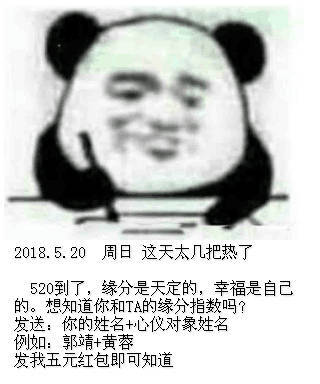 2018.5.20 周日 这天太几把热了
520到了，缘分是天定的，幸福是自己
的。想知道你和TA的缘分指数吗？
发送：你的姓名+心仪对象姓名
例如：郭靖+黄蓉
发我五元红包即可知道